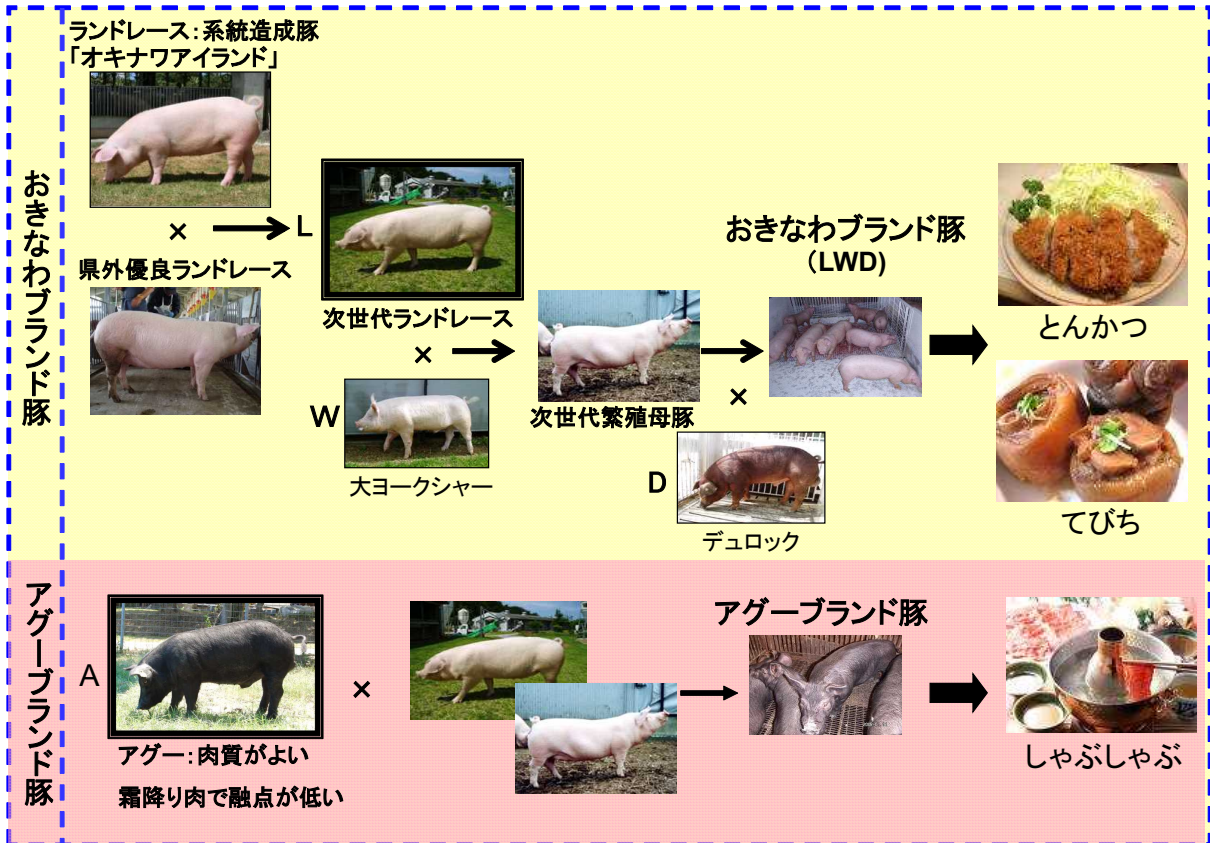 おきなわブランド豚
ランドレース：系統造成豚
「オキナワアイランド」
×
L
県外優良ランドレース
次世代ランドレース
×
W
大ヨークシャー
次世代繁殖母豚
×
D
デュロック
おきなわブランド豚
（LWD)
とんかつ
てびち
アグーブランド豚
A
アグー：肉質がよい
霜降り肉で融点が低い
×
アグーブランド豚
しゃぶしゃぶ